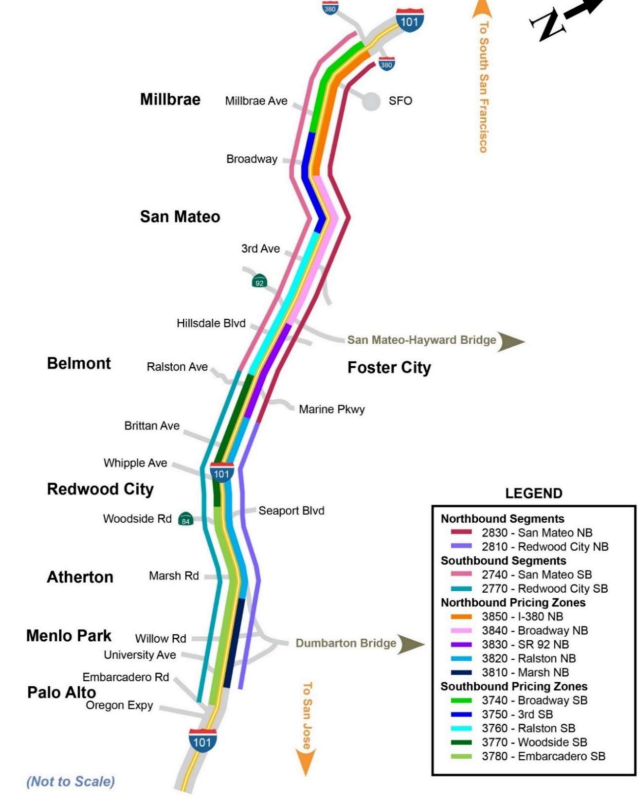 380
101
N
To South San Francisco
380
Millbrae
Millbrae Ave
SFO
Broadway
San Mateo
3rd Ave
92
Hillsdale Blvd
San Mateo-Hayward Bridge
Belmont
Ralston Ave
Foster City
Marine Pkwy
Brittan Ave
Whipple Ave
101
Redwood City
Woodside Rd
84
Seaport Blvd
Atherton
Marsh Rd
Menlo Park
Willow Rd
Dumbarton Bridge
University Ave
Embarcadero Rd
Palo Alto
Oregon Expy
To San Jose
101
(Not to Scale)
LEGEND
Northbound Segments
2830 - San Mateo NB
2810 - Redwood City NB
Southbound Segments
2740 - San Mateo SB
2770 - Redwood City SB
Northbound Pricing Zones
3850 - I-380 NB
3840 - Broadway NB
3830 - SR 92 NB
3820 - Ralston NB
3810 - Marsh NB
Southbound Pricing Zones
3740 - Broadway SB
3750 - 3rd SB
3760 - Ralston SB
3770 - Woodside SB
3780 - Embarcadero SB